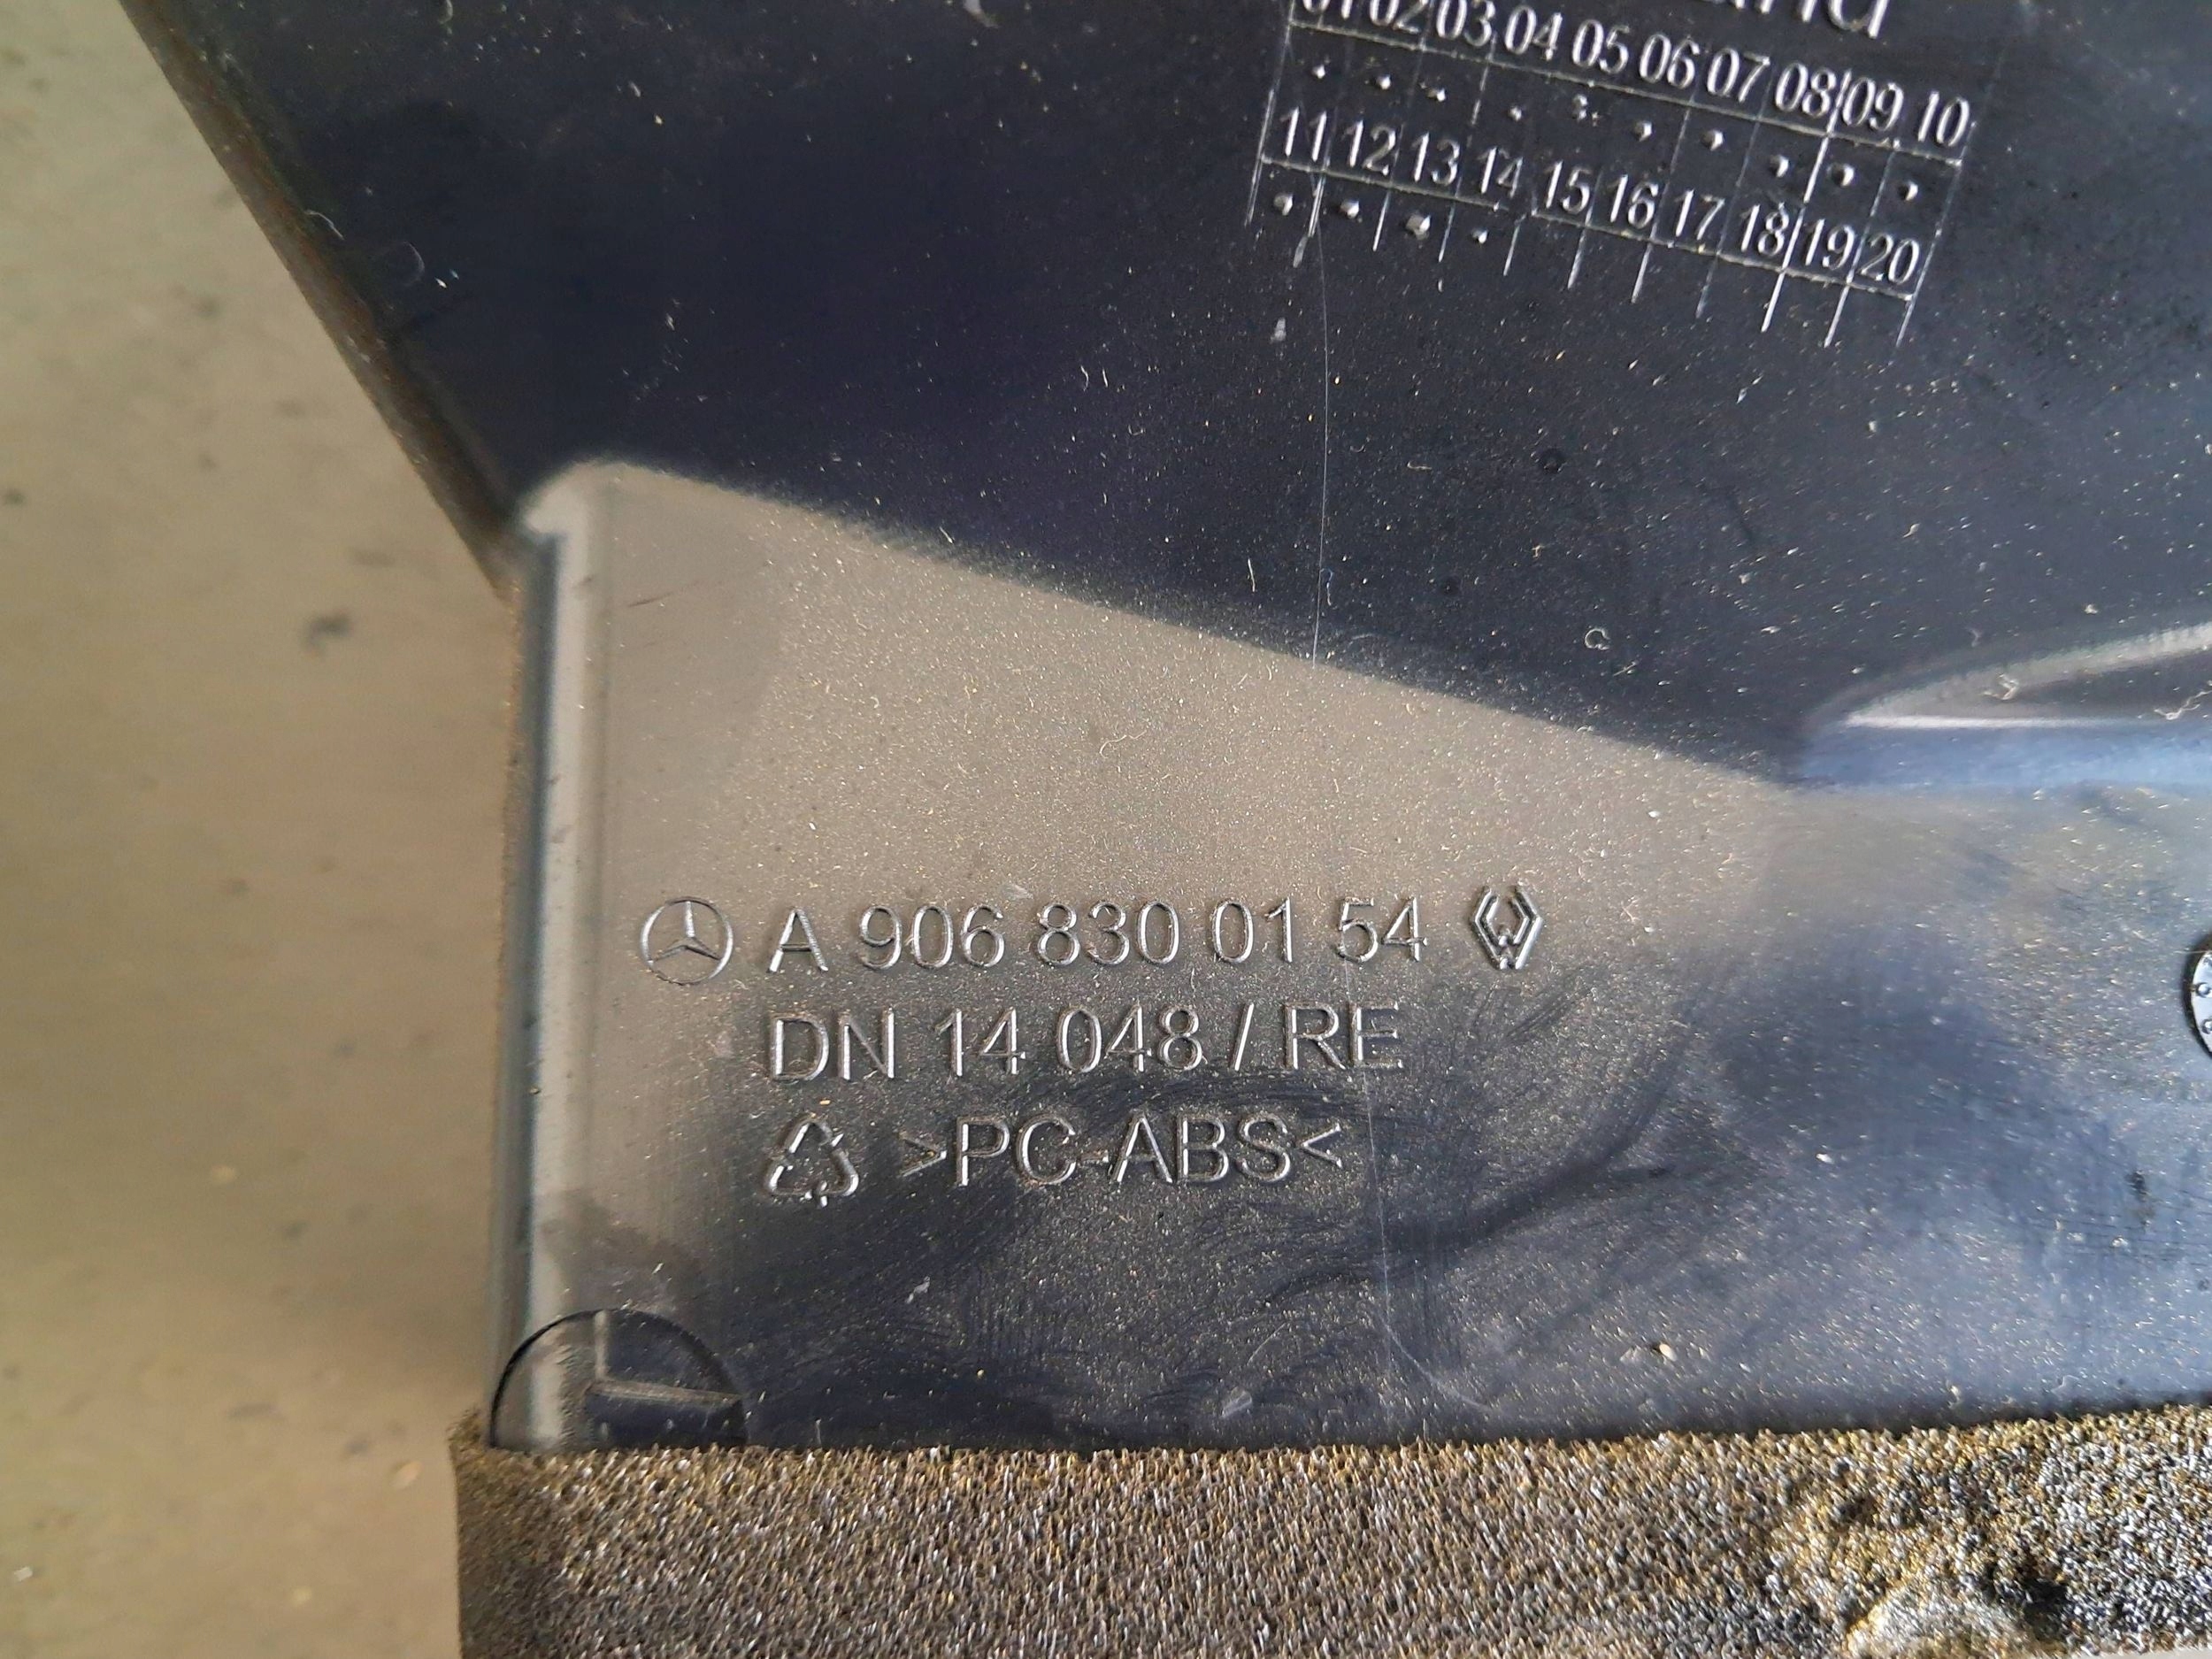 01 02 03 04 05 06 07 08 09 10
11 12 13 14 15 16 17 18 19 20
A 906 830 01 54
DN 14 048 / RE
>PC-ABS<